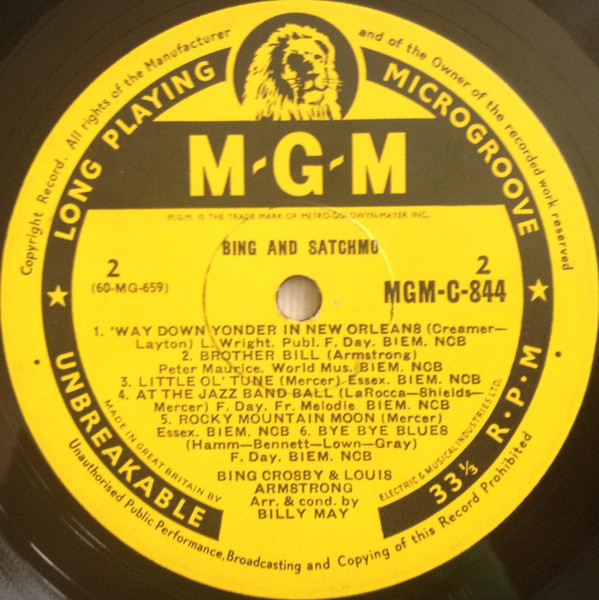 Copyright Record. All rights of the Manufacturer and of the Owner of the recorded work reserved
LONG PLAYING MICROGROOVE
M-G-M
M.G.M. IS THE TRADE MARK OF METRO-GOLDWYN-MAYER INC.
BING AND SATCHMO
2
(60-MG-659)
2
MGM-C-844
1. 'WAY DOWN YONDER IN NEW ORLEANS (Creamer—
Layton) L. Wright. Publ. F. Day. BIEM. NCB
2. BROTHER BILL (Armstrong)
Peter Maurice. World Mus. BIEM. NCB
3. LITTLE OL' TUNE (Mercer) Essex. BIEM. NCB
4. AT THE JAZZ BAND BALL (LaRocca—Shields—
Mercer) F. Day. Fr. Melodie BIEM. NCB
5. ROCKY MOUNTAIN MOON (Mercer)
Essex. BIEM. NCB 6. BYE BYE BLUES
(Hamm—Bennett—Lown—Gray)
F. Day. BIEM. NCB
BING CROSBY & LOUIS
ARMSTRONG
Arr. & cond. by
BILLY MAY
MADE IN GREAT BRITAIN BY ELECTRIC & MUSICAL INDUSTRIES LTD.
UNBREAKABLE
33⅓ R·P·M
Unauthorised Public Performance, Broadcasting and Copying of this Record Prohibited